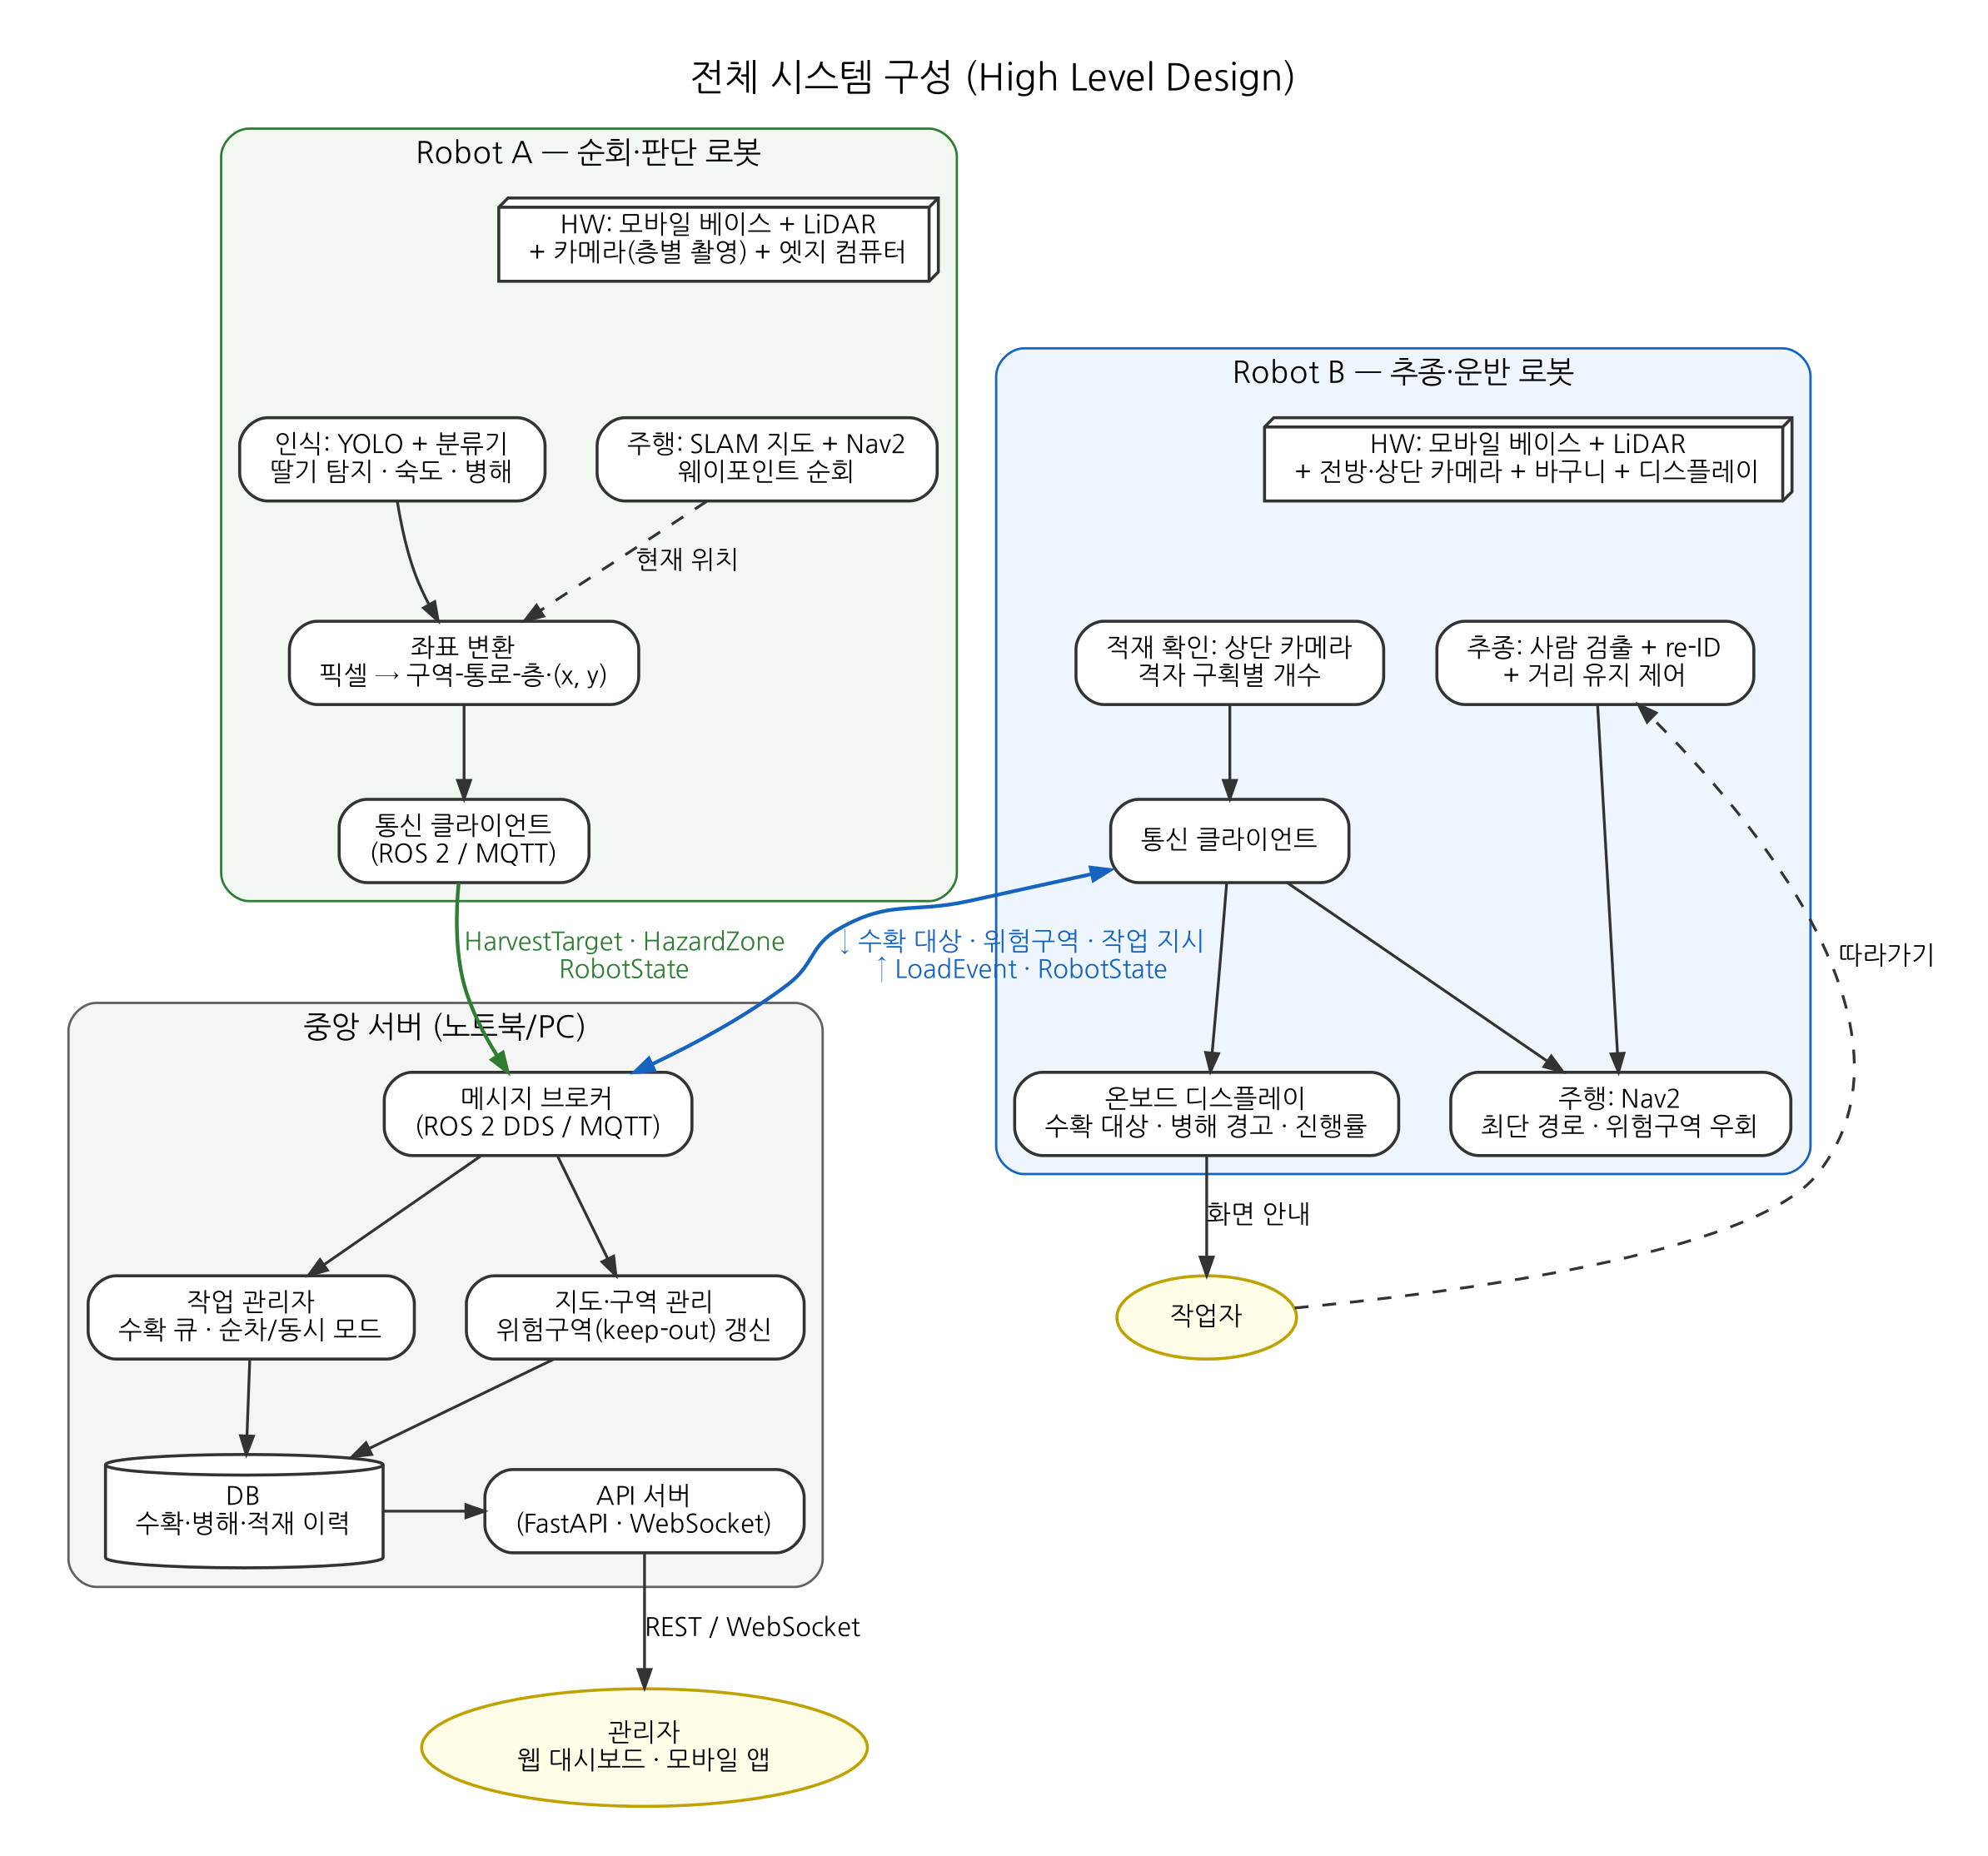 전체 시스템 구성 (High Level Design)
Robot A — 순회·판단 로봇
HW: 모바일 베이스 + LiDAR
+ 카메라(층별 촬영) + 엣지 컴퓨터
인식: YOLO + 분류기
딸기 탐지 · 숙도 · 병해
주행: SLAM 지도 + Nav2
웨이포인트 순회
현재 위치
좌표 변환
픽셀 → 구역-통로-층·(x, y)
통신 클라이언트
(ROS 2 / MQTT)
Robot B — 추종·운반 로봇
HW: 모바일 베이스 + LiDAR
+ 전방·상단 카메라 + 바구니 + 디스플레이
적재 확인: 상단 카메라
격자 구획별 개수
추종: 사람 검출 + re-ID
+ 거리 유지 제어
통신 클라이언트
HarvestTarget · HazardZone
RobotState
↓ 수확 대상 · 위험구역 · 작업 지시
↑ LoadEvent · RobotState
따라가기
온보드 디스플레이
수확 대상 · 병해 경고 · 진행률
주행: Nav2
최단 경로 · 위험구역 우회
화면 안내
작업자
중앙 서버 (노트북/PC)
메시지 브로커
(ROS 2 DDS / MQTT)
작업 관리자
수확 큐 · 순차/동시 모드
지도·구역 관리
위험구역(keep-out) 갱신
DB
수확·병해·적재 이력
API 서버
(FastAPI · WebSocket)
REST / WebSocket
관리자
웹 대시보드 · 모바일 앱